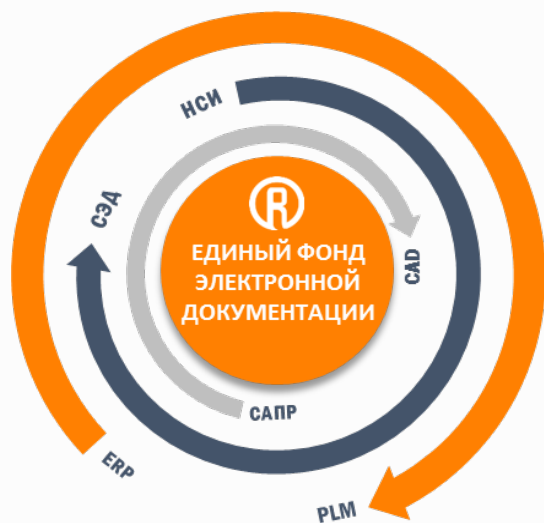 НСИ
СЭД
R
ЕДИНЫЙ ФОНД
ЭЛЕКТРОННОЙ
ДОКУМЕНТАЦИИ
CAD
САПР
ERP
PLM